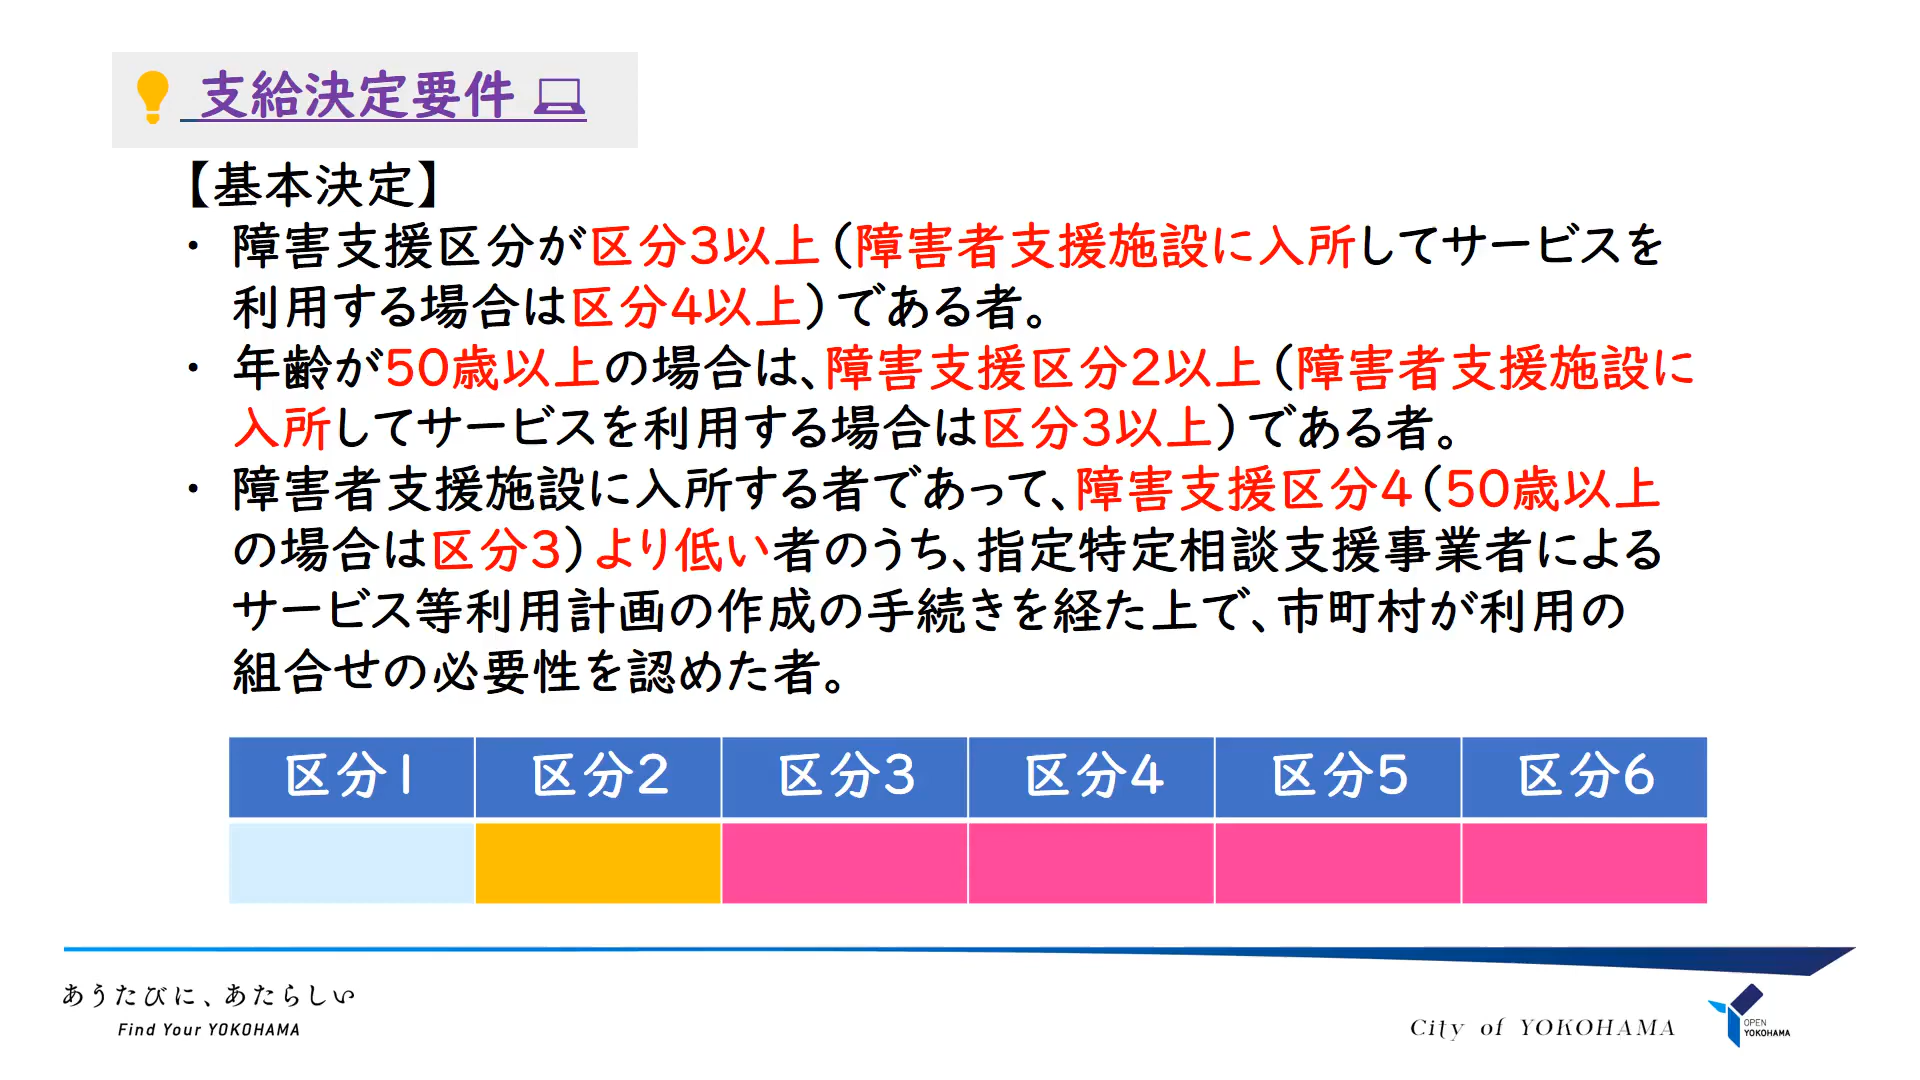 支給決定要件
【基本決定】
・ 障害支援区分が区分3以上(障害者支援施設に入所してサービスを
利用する場合は区分4以上)である者。
・ 年齢が50歳以上の場合は、障害支援区分2以上(障害者支援施設に
入所してサービスを利用する場合は区分3以上)である者。
・ 障害者支援施設に入所する者であって、障害支援区分4(50歳以上
の場合は区分3)より低い者のうち、指定特定相談支援事業者による
サービス等利用計画の作成の手続きを経た上で、市町村が利用の
組合せの必要性を認めた者。
区分1 区分2 区分3 区分4 区分5 区分6
あうたびに、あたらしい
Find Your YOKOHAMA
City of YOKOHAMA
OPEN
YOKOHAMA